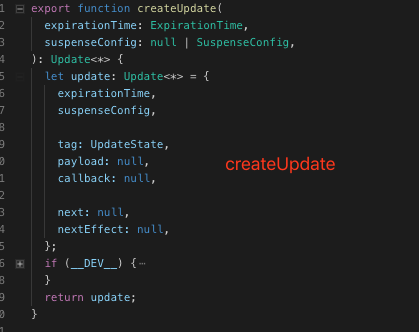 1 export function createUpdate(
2 expirationTime: ExpirationTime,
3 suspenseConfig: null | SuspenseConfig,
4 ): Update<*> {
5 let update: Update<*> = {
6 expirationTime,
7 suspenseConfig,
8
9 tag: UpdateState,
0 payload: null,
1 callback: null,
2
3 next: null,
4 nextEffect: null,
5 };
6 if (__DEV__) {⋯
8 }
9 return update;
0 }
createUpdate